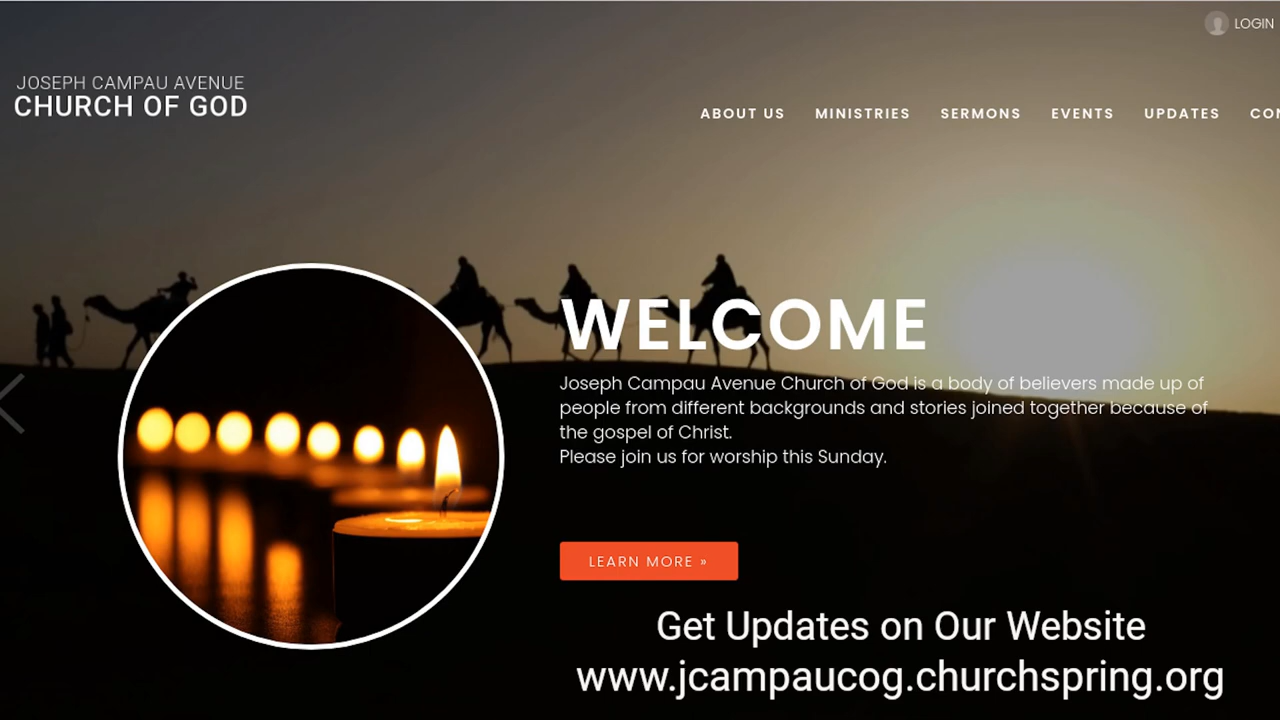 LOGIN
JOSEPH CAMPAU AVENUE
CHURCH OF GOD
ABOUT US MINISTRIES SERMONS EVENTS UPDATES
WELCOME
Joseph Campau Avenue Church of God is a body of believers made up of
people from different backgrounds and stories joined together because of
the gospel of Christ.
Please join us for worship this Sunday.
LEARN MORE »
Get Updates on Our Website
www.jcampaucog.churchspring.org